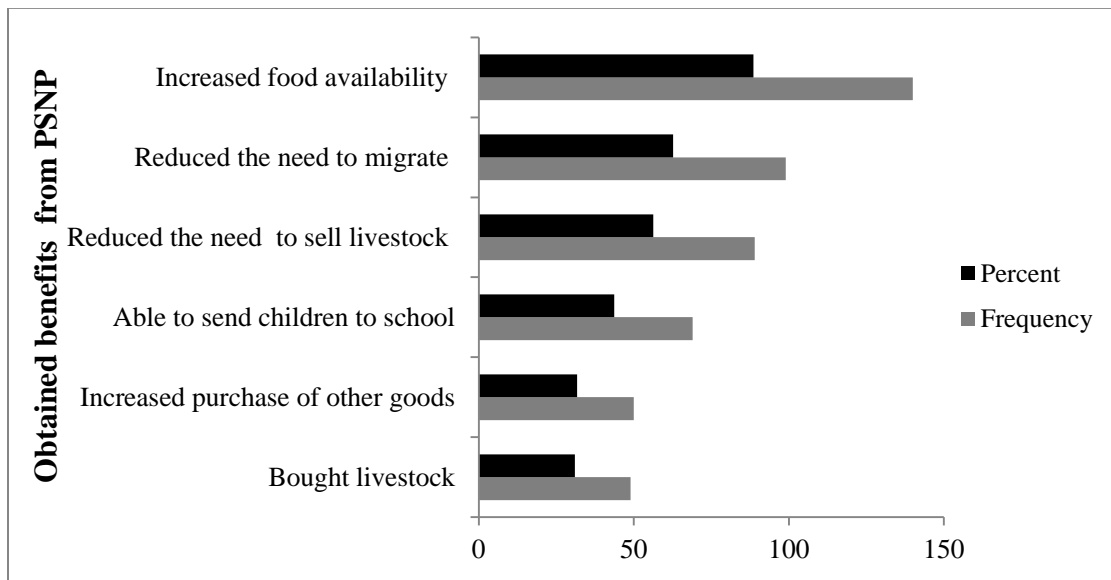 Obtained benefits from PSNP
Increased food availability
Reduced the need to migrate
Reduced the need to sell livestock
Able to send children to school
Increased purchase of other goods
Bought livestock
0 50 100 150
Percent
Frequency